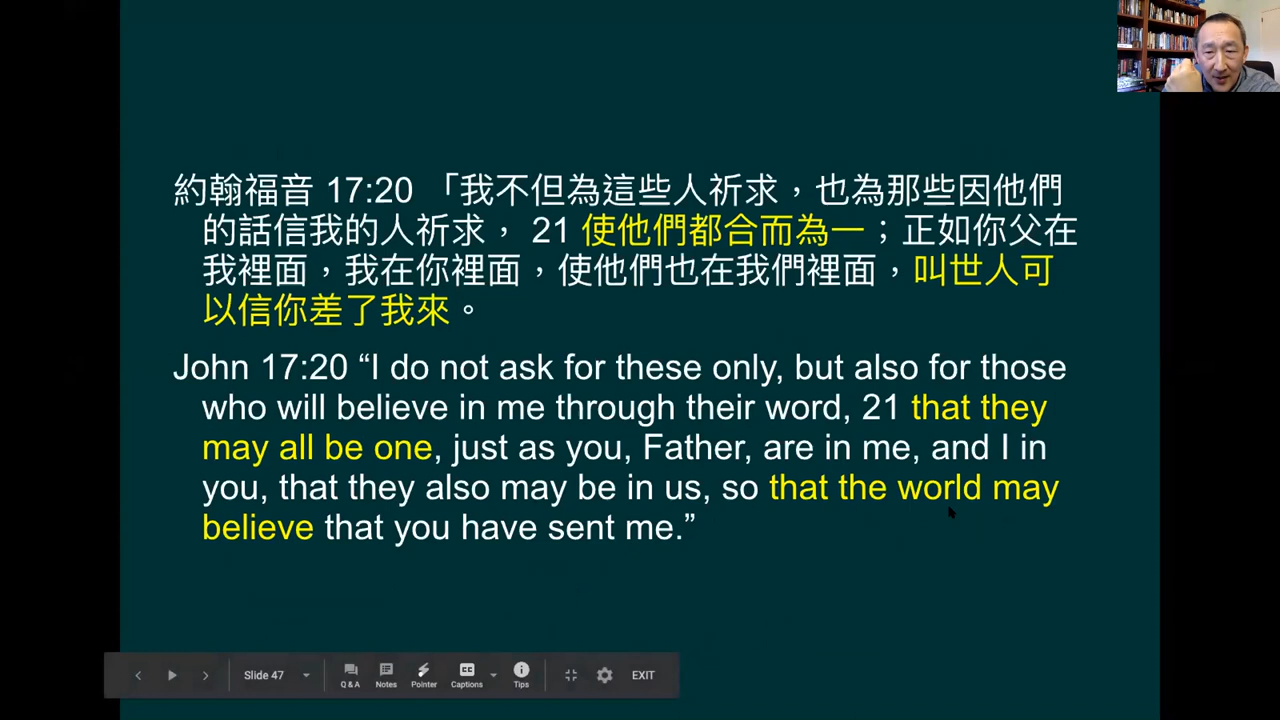 約翰福音 17:20 「我不但為這些人祈求，也為那些因他們
的話信我的人祈求， 21 使他們都合而為一；正如你父在
我裡面，我在你裡面，使他們也在我們裡面，叫世人可
以信你差了我來。
John 17:20 “I do not ask for these only, but also for those
who will believe in me through their word, 21 that they
may all be one, just as you, Father, are in me, and I in
you, that they also may be in us, so that the world may
believe that you have sent me.”
Slide 47
Q & A
Notes
Pointer
CC
Captions
Tips
EXIT